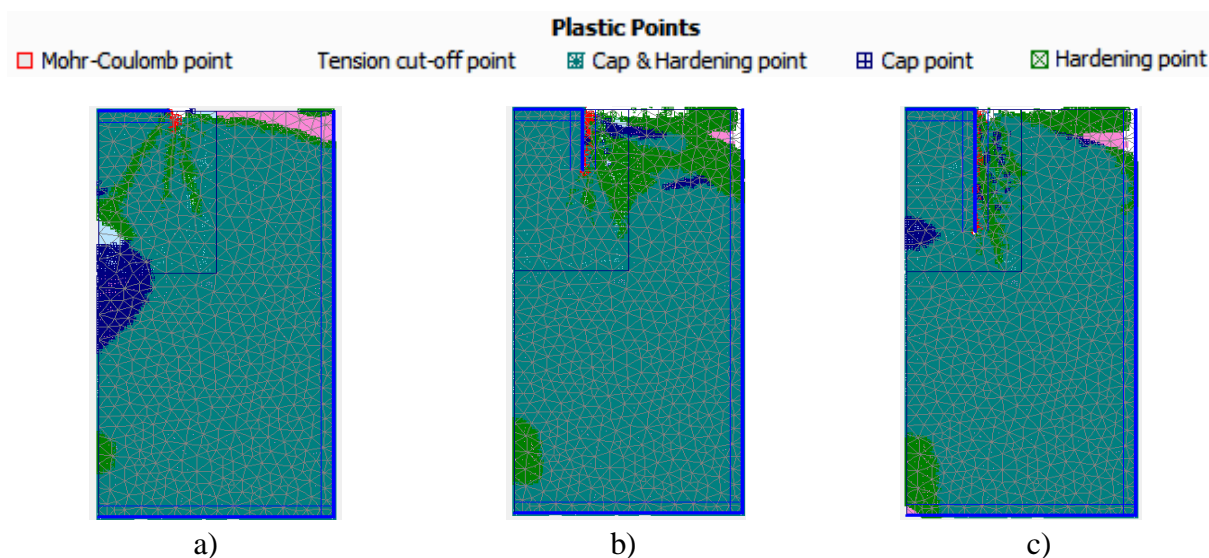 Plastic Points
Mohr-Coulomb point Tension cut-off point Cap & Hardening point Cap point Hardening point
a) b) c)